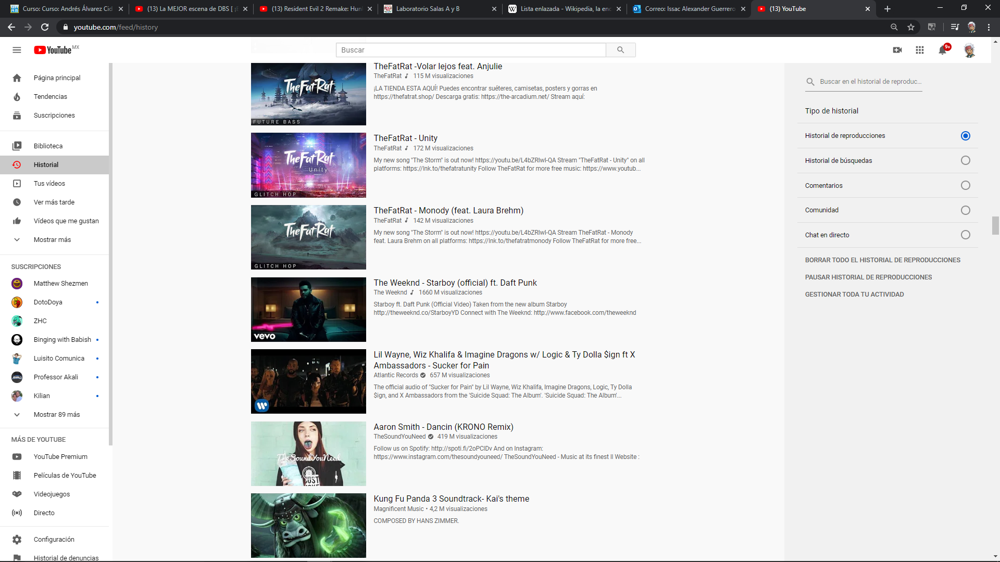 Curso: Curso: Andrés Álvarez Cid
(13) La MEJOR escena de DBS [ ¡
(13) Resident Evil 2 Remake: Hun
Laboratorio Salas A y B
Lista enlazada - Wikipedia, la enc
Correo: Issac Alexander Guerrero
(13) YouTube
youtube.com/feed/history
YouTube MX
Buscar
9+
Página principal
Tendencias
Suscripciones
Biblioteca
Historial
Tus vídeos
Ver más tarde
Vídeos que me gustan
Mostrar más
SUSCRIPCIONES
Matthew Shezmen
DotoDoya
ZHC
Binging with Babish
Luisito Comunica
Professor Akali
Kilian
Mostrar 89 más
MÁS DE YOUTUBE
YouTube Premium
Películas de YouTube
Videojuegos
Directo
Configuración
Historial de denuncias
TheFatRat
FUTURE BASS
TheFatRat -Volar lejos feat. Anjulie
TheFatRat 115 M visualizaciones
¡LA TIENDA ESTA AQUÍ! Puedes encontrar suéteres, camisetas, posters y gorras en
https://thefatrat.shop/ Descarga gratis: https://the-arcadium.net/ Stream aquí:
TheFatRat
Unity
GLITCH HOP
TheFatRat - Unity
TheFatRat 172 M visualizaciones
My new song "The Storm" is out now! https://youtu.be/L4bZRIwI-QA Stream "TheFatRat - Unity" on all
platforms: https://lnk.to/thefatratunity Follow TheFatRat for more free music: https://www.youtub...
TheFatRat
GLITCH HOP
TheFatRat - Monody (feat. Laura Brehm)
TheFatRat 142 M visualizaciones
My new song "The Storm" is out now! https://youtu.be/L4bZRIwI-QA Stream TheFatRat - Monody
feat. Laura Brehm on all platforms: https://lnk.to/thefatratmonody Follow TheFatRat for more free...
vevo
The Weeknd - Starboy (official) ft. Daft Punk
The Weeknd 1660 M visualizaciones
Starboy ft. Daft Punk (Official Video) Taken from the new album Starboy
http://theweeknd.co/StarboyYD Connect with The Weeknd: http://www.facebook.com/theweeknd
Lil Wayne, Wiz Khalifa & Imagine Dragons w/ Logic & Ty Dolla $ign ft X
Ambassadors - Sucker for Pain
Atlantic Records 657 M visualizaciones
The official audio of "Sucker for Pain" by Lil Wayne, Wiz Khalifa, Imagine Dragons, Logic, Ty Dolla
$ign, and X Ambassadors from the 'Suicide Squad: The Album'. 'Suicide Squad: The Album'...
TheSoundYouNeed
Aaron Smith - Dancin (KRONO Remix)
TheSoundYouNeed 419 M visualizaciones
Follow us on Spotify: http://spoti.fi/2oPClDv And on Instagram:
https://www.instagram.com/thesoundyouneed/ TheSoundYouNeed - Music at its finest ll Website :
Kung Fu Panda 3 Soundtrack- Kai's theme
Magnificent Music • 4,2 M visualizaciones
COMPOSED BY HANS ZIMMER.
Buscar en el historial de reproduc...
Tipo de historial
Historial de reproducciones
Historial de búsquedas
Comentarios
Comunidad
Chat en directo
BORRAR TODO EL HISTORIAL DE REPRODUCCIONES
PAUSAR HISTORIAL DE REPRODUCCIONES
GESTIONAR TODA TU ACTIVIDAD